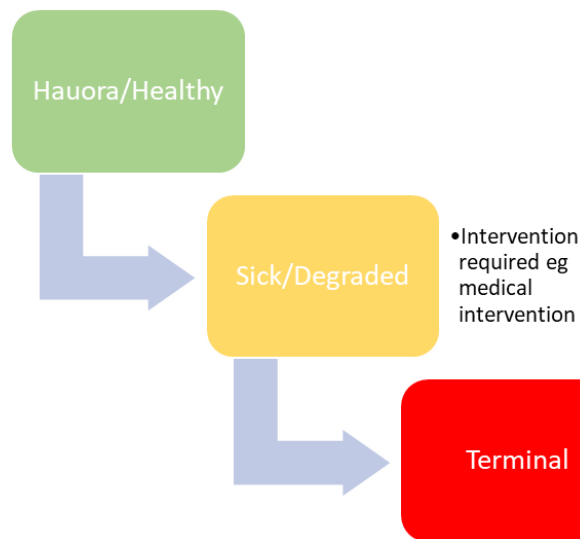 Hauora/Healthy
Sick/Degraded
•Intervention
required eg
medical
intervention
Terminal